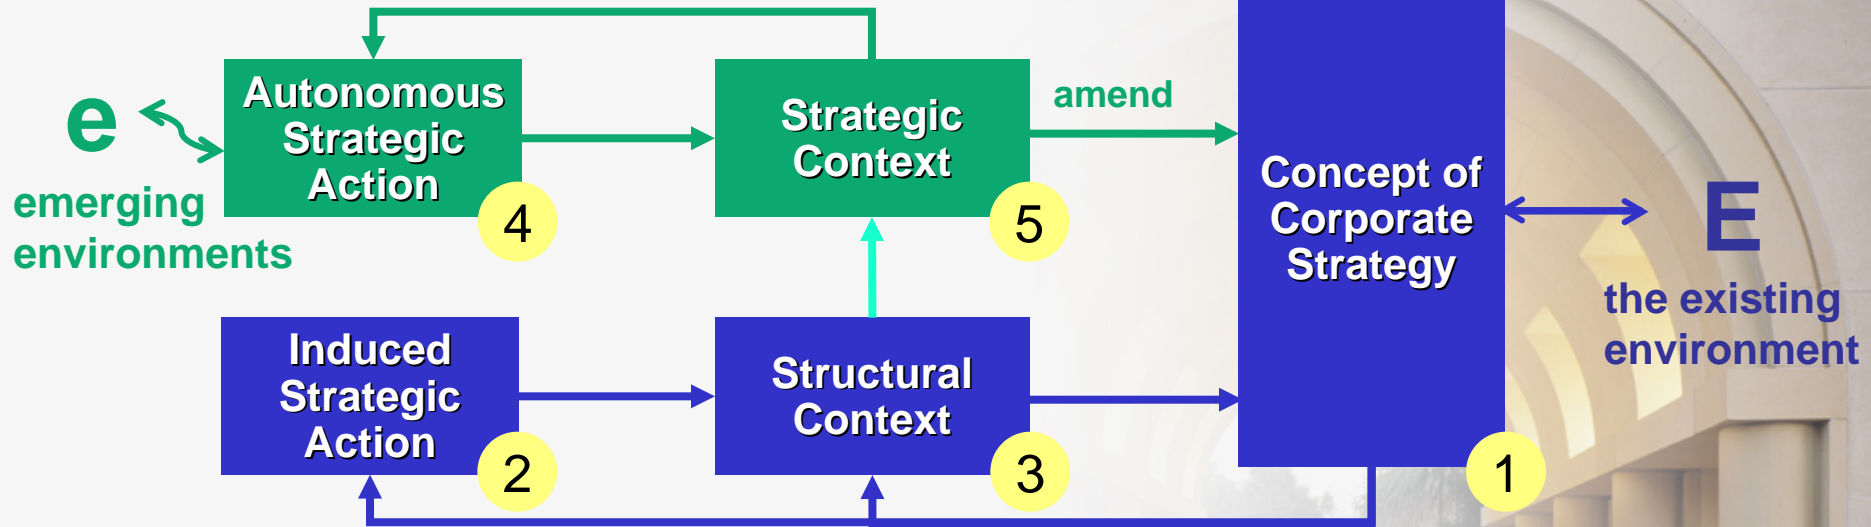 e
emerging
environments
Autonomous
Strategic
Action
4
Strategic
Context
5
amend
Concept of
Corporate
Strategy
1
E
the existing
environment
Induced
Strategic
Action
2
Structural
Context
3